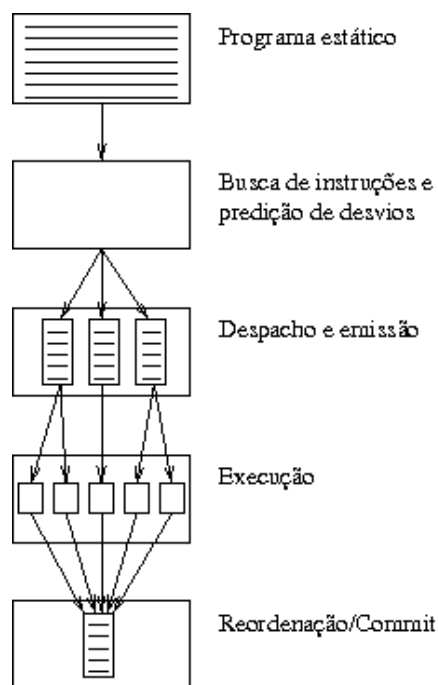 Programa estático
Busca de instruções e
predição de desvios
Despacho e emissão
Execução
Reordenação/Commit